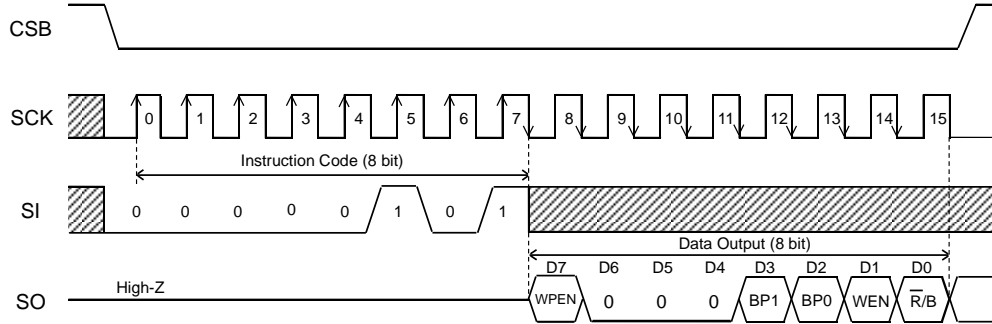 CSB
SCK 0 1 2 3 4 5 6 7 8 9 10 11 12 13 14 15
Instruction Code (8 bit)
SI 0 0 0 0 0 1 0 1
Data Output (8 bit)
D7 D6 D5 D4 D3 D2 D1 D0
High-Z
SO WPEN 0 0 0 BP1 BP0 WEN R̅/B